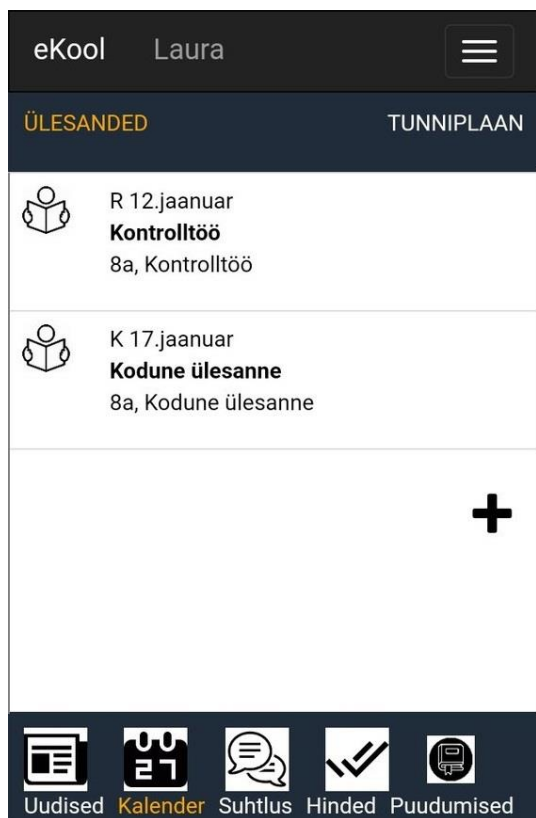 eKool Laura
ÜLESANDED TUNNIPLAAN
R 12.jaanuar
Kontrolltöö
8a, Kontrolltöö
K 17.jaanuar
Kodune ülesanne
8a, Kodune ülesanne
27
Uudised Kalender Suhtlus Hinded Puudumised